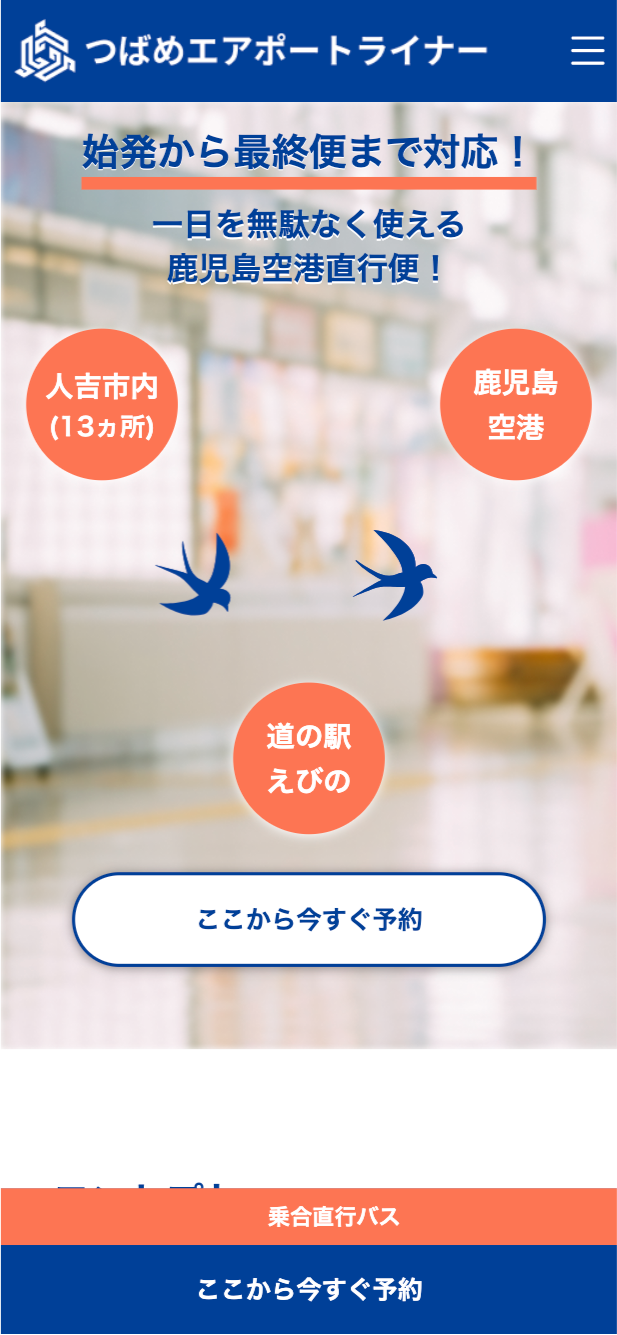 つばめエアポートライナー
始発から最終便まで対応！
一日を無駄なく使える
鹿児島空港直行便！
人吉市内
(13ヵ所)
鹿児島
空港
道の駅
えびの
ここから今すぐ予約
乗合直行バス
ここから今すぐ予約